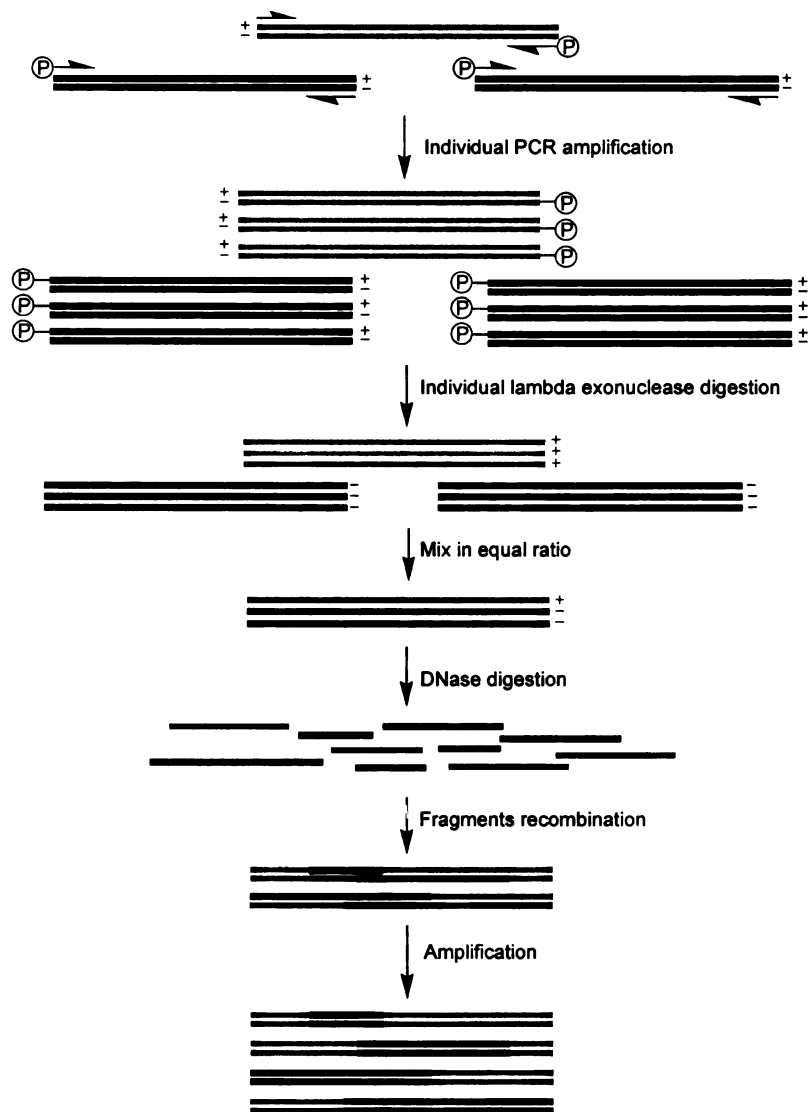 +
−
P
P
+
−
P
+
−
Individual PCR amplification
+
−
P
+
−
P
+
−
P
P
+
−
P
+
−
P
+
−
P
+
−
P
+
−
P
+
−
Individual lambda exonuclease digestion
+
+
+
−
−
−
−
−
−
Mix in equal ratio
+
−
−
DNase digestion
Fragments recombination
Amplification